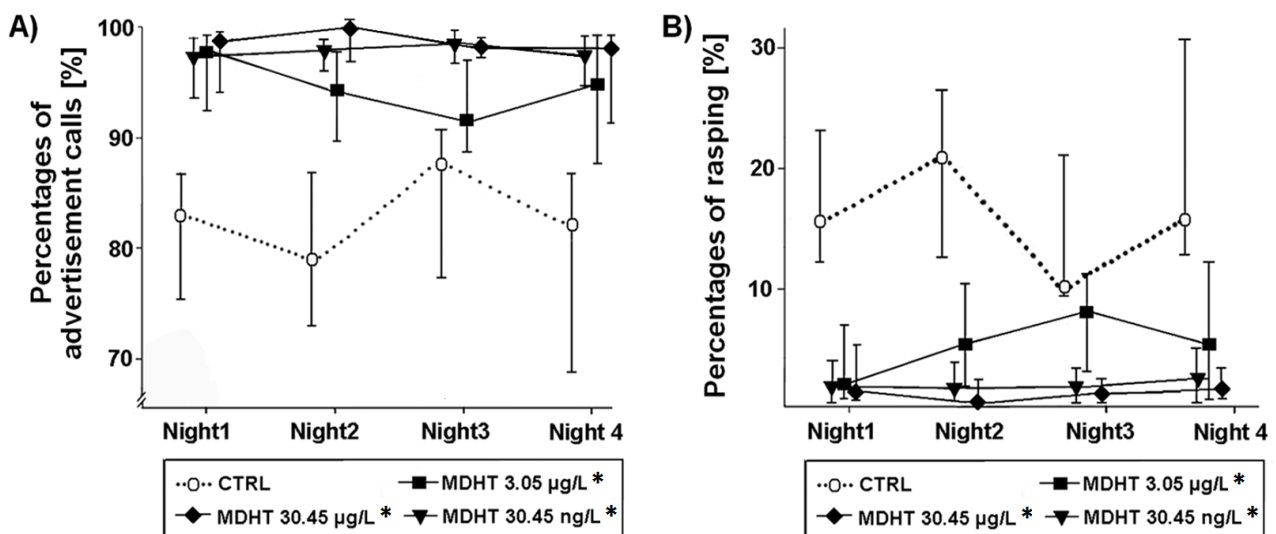 A)
Percentages of
advertisement calls [%]
100
90
80
70
Night1 Night2 Night3 Night 4
CTRL MDHT 3.05 µg/L *
MDHT 30.45 µg/L * MDHT 30.45 ng/L *
B)
Percentages of rasping [%]
30
20
10
Night1 Night2 Night3 Night 4
CTRL MDHT 3.05 µg/L *
MDHT 30.45 µg/L * MDHT 30.45 ng/L *